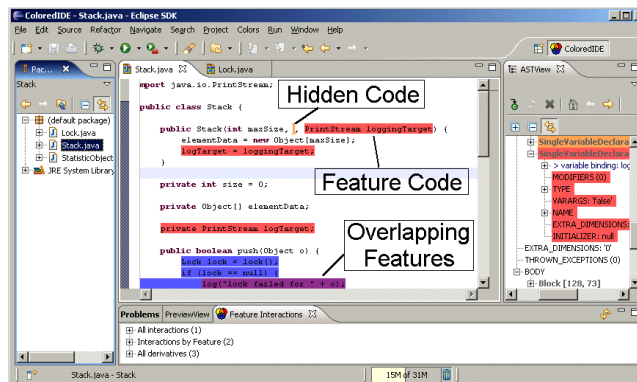 ColoredIDE - Stack.java - Eclipse SDK
File Edit Source Refactor Navigate Search Project Colors Run Window Help
ColoredIDE
Pac...
Stack
(default package)
Lock.java
Stack.java
StatisticObject
JRE System Library
Stack.java Lock.java
import java.io.PrintStream;
public class Stack {
public Stack(int maxSize, , PrintStream loggingTarget) {
elementData = new Object[maxSize];
logTarget = loggingTarget;
}
private int size = 0;
private Object[] elementData;
private PrintStream logTarget;
public boolean push(Object o) {
Lock lock = lock();
if (lock == null) {
log("lock failed for " + o);
Hidden Code
Feature Code
Overlapping
Features
ASTView
SingleVariableDeclara
SingleVariableDeclara
> variable binding: log
MODIFIERS (0)
TYPE
VARARGS: 'false'
NAME
EXTRA_DIMENSIONS:
INITIALIZER: null
EXTRA_DIMENSIONS: '0'
THROWN_EXCEPTIONS (0)
BODY
Block [128, 73]
Problems PreviewView Feature Interactions
All interactions (1)
Interactions by Feature (2)
All derivatives (3)
Stack.java - Stack
15M of 31M